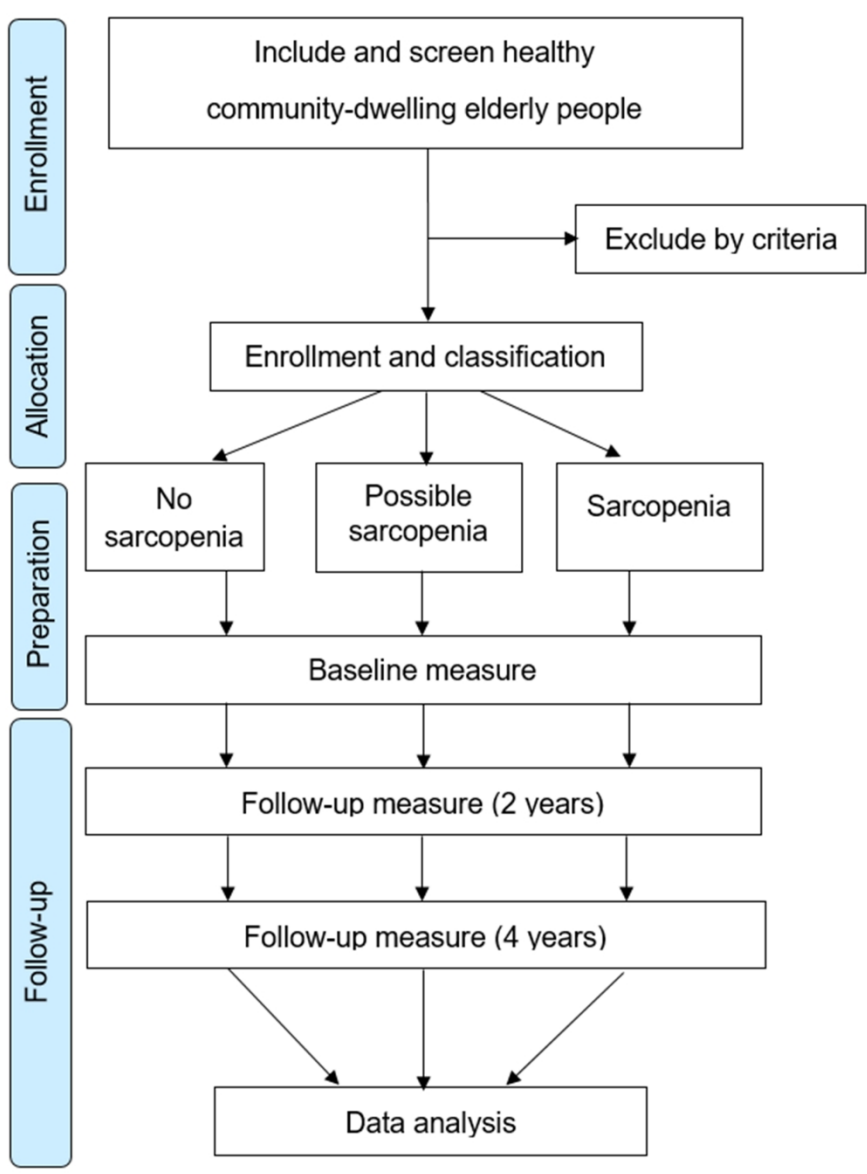 Enrollment
Include and screen healthy
community-dwelling elderly people
Exclude by criteria
Allocation
Enrollment and classification
Preparation
No
sarcopenia
Possible
sarcopenia
Sarcopenia
Baseline measure
Follow-up
Follow-up measure (2 years)
Follow-up measure (4 years)
Data analysis